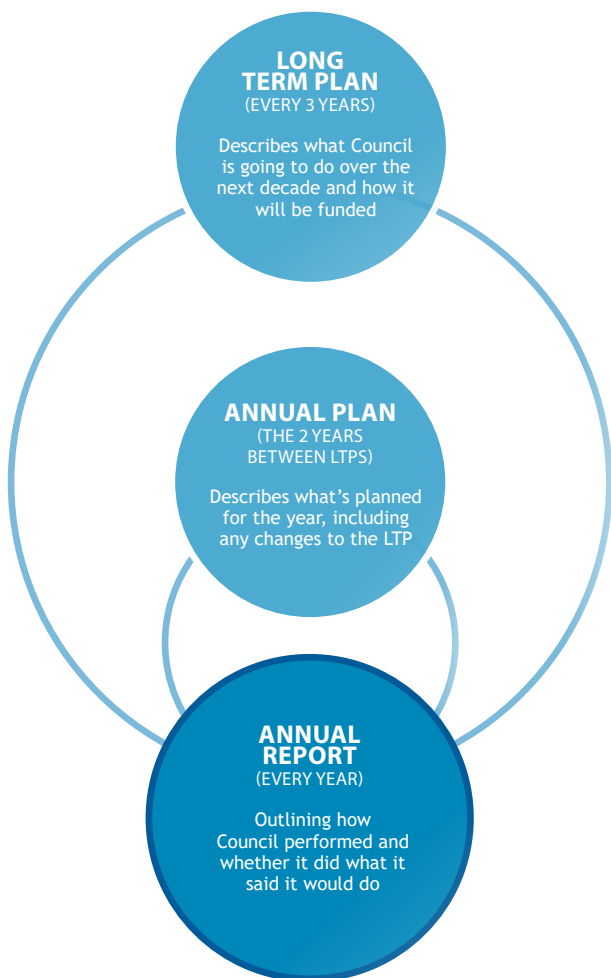 LONG
TERM PLAN
(EVERY 3 YEARS)
Describes what Council
is going to do over the
next decade and how it
will be funded
ANNUAL PLAN
(THE 2 YEARS
BETWEEN LTPS)
Describes what’s planned
for the year, including
any changes to the LTP
ANNUAL
REPORT
(EVERY YEAR)
Outlining how
Council performed and
whether it did what it
said it would do